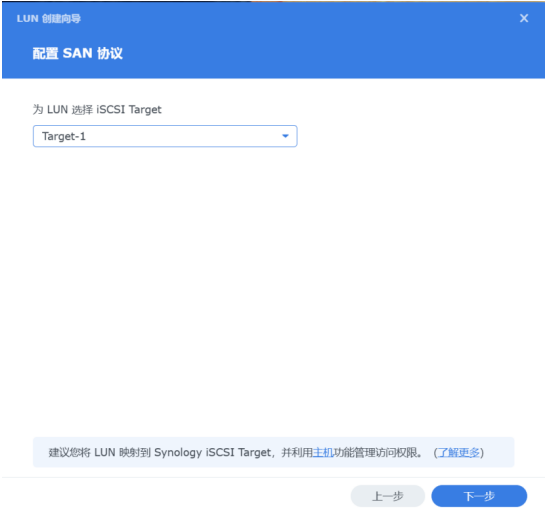 LUN 创建向导
配置 SAN 协议
为 LUN 选择 iSCSI Target
Target-1
建议您将 LUN 映射到 Synology iSCSI Target，并利用主机功能管理访问权限。（了解更多）
上一步 下一步